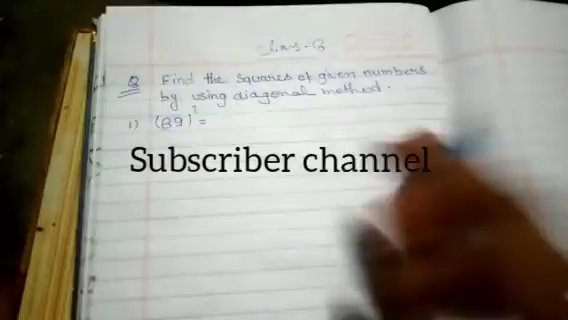 Class-8
Q Find the squares of given numbers
by using diagonal method.
1) (89)² =
Subscriber channel